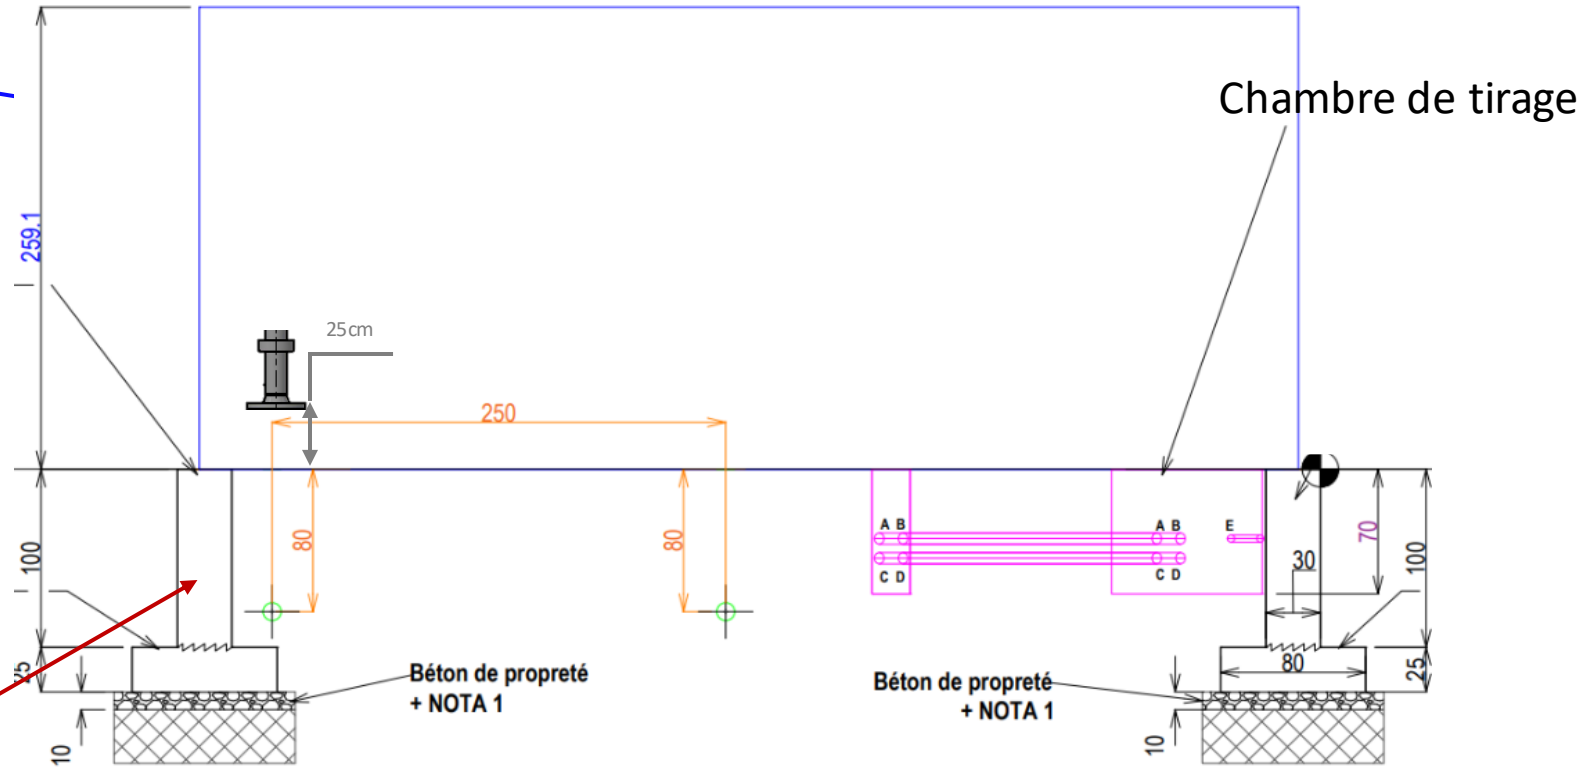 Chambre de tirage
259.1
25cm
250
80
80
100
A B
C D
A B
C D
E
70
100
30
80
25
25
Béton de propreté
+ NOTA 1
Béton de propreté
+ NOTA 1
10
10